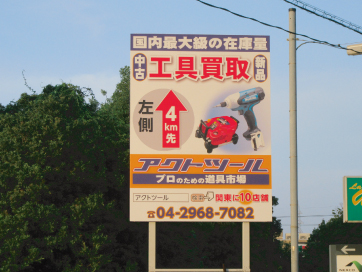 国内最大級の在庫量
中古 工具買取 新品
左側 4km先
アクトツール
プロのための道具市場
アクトツール 検索 関東に10店舗
☎04-2968-7082